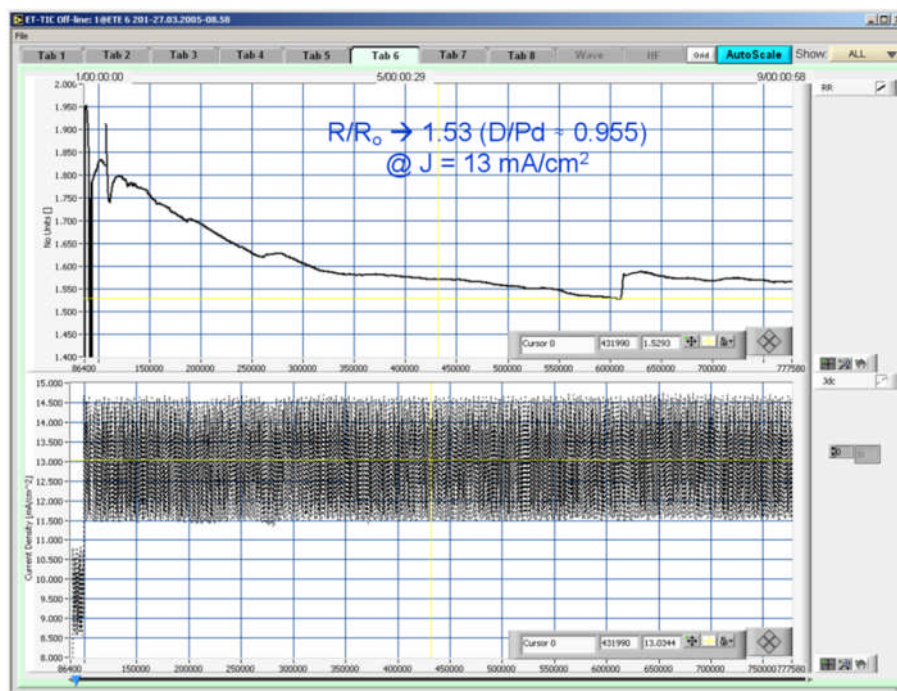 ET-TIC Off-line: 1@ETE 6 201-27.03.2005-08.58
File
Tab 1 Tab 2 Tab 3 Tab 4 Tab 5 Tab 6 Tab 7 Tab 8 Wave HF Grid AutoScale Show: ALL
1/00:00:00 5/00:00:29 9/00:00:58
RR
2.000
1.950
1.900
1.850
1.800
1.750
1.700
1.650
1.600
1.550
1.500
1.450
1.400
No Units []
R/Ro → 1.53 (D/Pd ≈ 0.955)
@ J = 13 mA/cm²
Cursor 0 431990 1.5293
86400 150000 200000 250000 300000 350000 400000 450000 500000 550000 600000 650000 700000 777580
Jdc
15.000
14.500
14.000
13.500
13.000
12.500
12.000
11.500
11.000
10.500
10.000
9.500
9.000
8.500
8.000
Current Density [mA/cm^2]
Cursor 0 431990 13.0344
86400 150000 200000 250000 300000 350000 400000 450000 500000 550000 600000 650000 700000 750000 777580